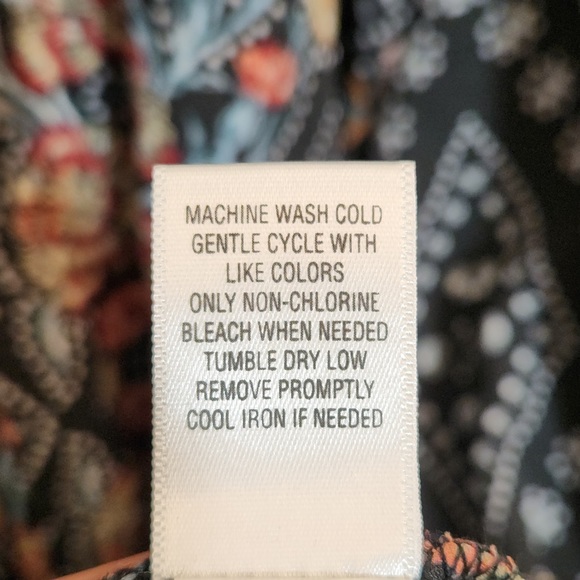 MACHINE WASH COLD
GENTLE CYCLE WITH
LIKE COLORS
ONLY NON-CHLORINE
BLEACH WHEN NEEDED
TUMBLE DRY LOW
REMOVE PROMPTLY
COOL IRON IF NEEDED